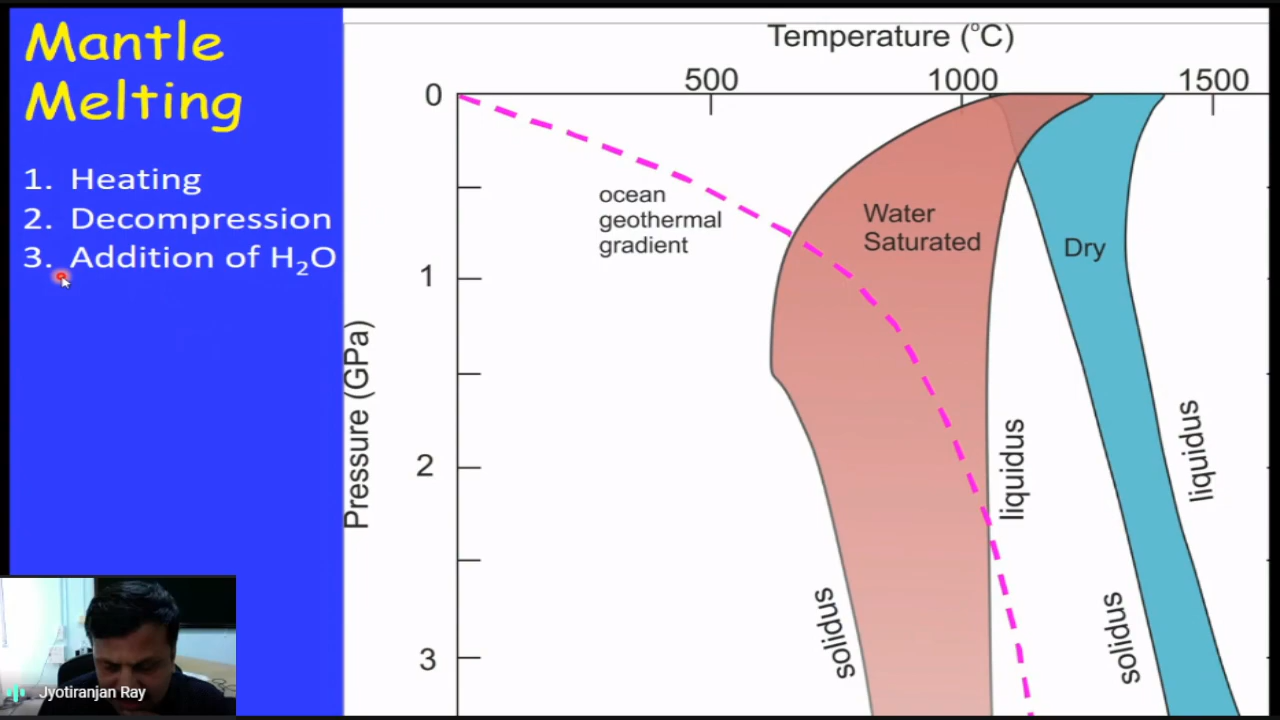 Mantle
Melting
1. Heating
2. Decompression
3. Addition of H₂O
Temperature (°C)
500
1000
1500
0
1
2
3
Pressure (GPa)
ocean
geothermal
gradient
Water
Saturated
Dry
liquidus
liquidus
solidus
solidus
Jyotiranjan Ray